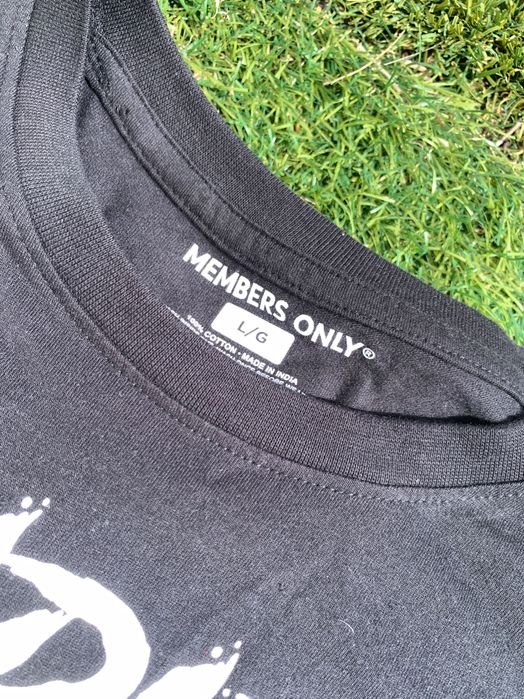 MEMBERS ONLY®
L/G
100% COTTON - MADE IN INDIA